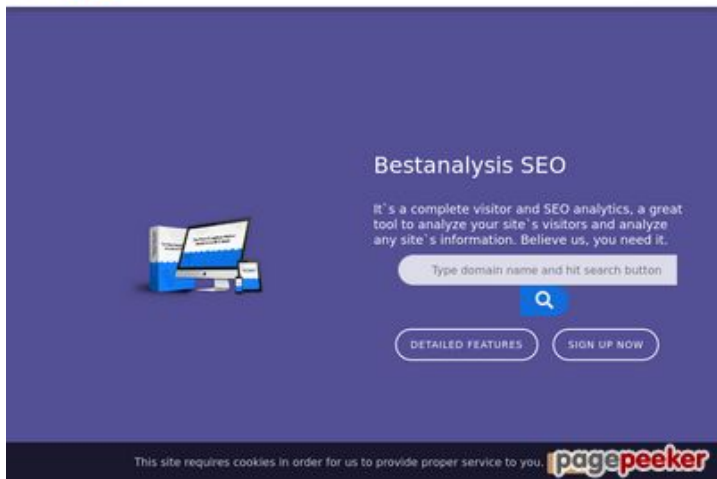 Bestanalysis SEO
It`s a complete visitor and SEO analytics, a great
tool to analyze your site`s visitors and analyze
any site`s information. Believe us, you need it.
Type domain name and hit search button
DETAILED FEATURES
SIGN UP NOW
This site requires cookies in order for us to provide proper service to you.
pagepeeker